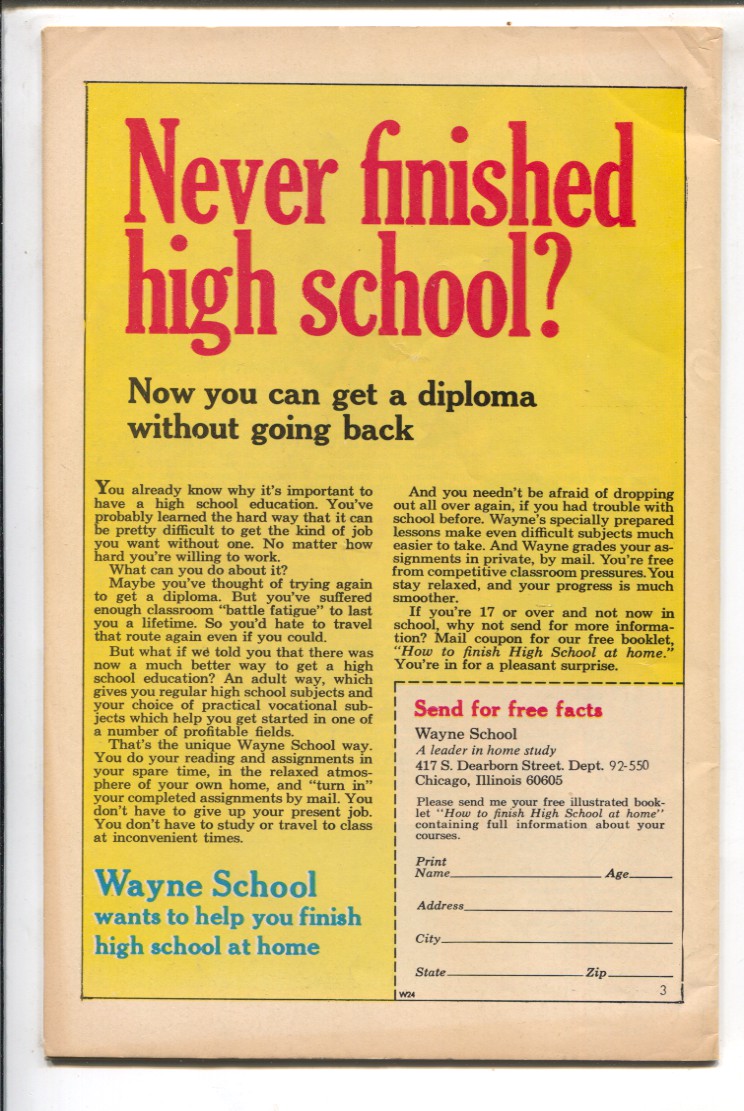 Never finished
high school?
Now you can get a diploma
without going back
You already know why it's important to
have a high school education. You've
probably learned the hard way that it can
be pretty difficult to get the kind of job
you want without one. No matter how
hard you're willing to work.
What can you do about it?
Maybe you've thought of trying again
to get a diploma. But you've suffered
enough classroom "battle fatigue" to last
you a lifetime. So you'd hate to travel
that route again even if you could.
But what if we told you that there was
now a much better way to get a high
school education? An adult way, which
gives you regular high school subjects and
your choice of practical vocational sub-
jects which help you get started in one of
a number of profitable fields.
That's the unique Wayne School way.
You do your reading and assignments in
your spare time, in the relaxed atmos-
phere of your own home, and "turn in"
your completed assignments by mail. You
don't have to give up your present job.
You don't have to study or travel to class
at inconvenient times.
Wayne School
wants to help you finish
high school at home
And you needn't be afraid of dropping
out all over again, if you had trouble with
school before. Wayne's specially prepared
lessons make even difficult subjects much
easier to take. And Wayne grades your as-
signments in private, by mail. You're free
from competitive classroom pressures. You
stay relaxed, and your progress is much
smoother.
If you're 17 or over and not now in
school, why not send for more informa-
tion? Mail coupon for our free booklet,
"How to finish High School at home."
You're in for a pleasant surprise.
Send for free facts
Wayne School
A leader in home study
417 S. Dearborn Street. Dept. 92-550
Chicago, Illinois 60605
Please send me your free illustrated book-
let "How to finish High School at home"
containing full information about your
courses.
Print
Name Age
Address
City
State Zip
W24 3